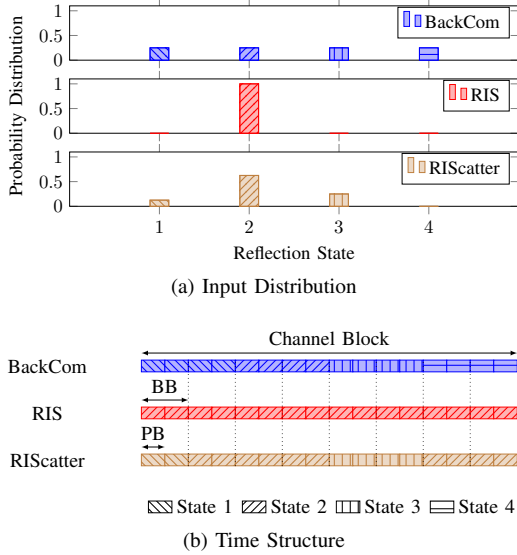 Probability Distribution
1
0.5
0
BackCom
1
0.5
0
RIS
1
0.5
0
RIScatter
1 2 3 4
Reflection State
(a) Input Distribution
Channel Block
BackCom
BB
RIS
PB
RIScatter
State 1 State 2 State 3 State 4
(b) Time Structure